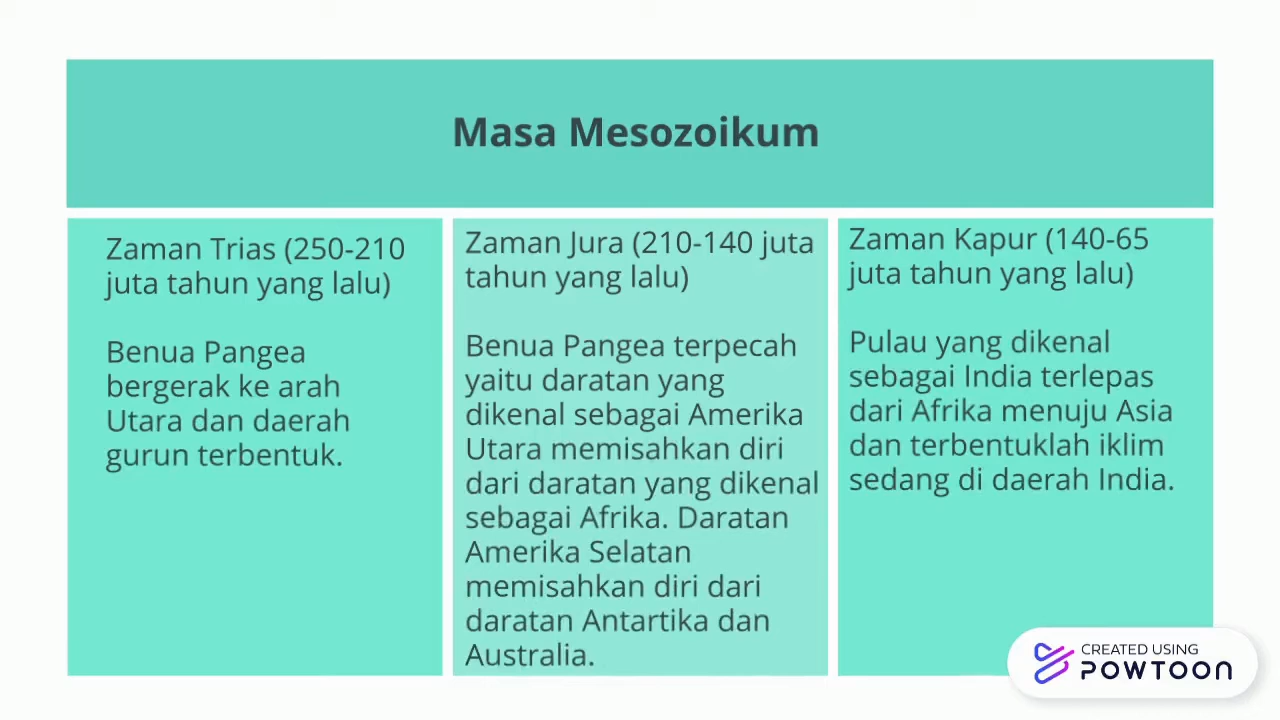 Masa Mesozoikum
Zaman Trias (250-210
juta tahun yang lalu)
Benua Pangea
bergerak ke arah
Utara dan daerah
gurun terbentuk.
Zaman Jura (210-140 juta
tahun yang lalu)
Benua Pangea terpecah
yaitu daratan yang
dikenal sebagai Amerika
Utara memisahkan diri
dari daratan yang dikenal
sebagai Afrika. Daratan
Amerika Selatan
memisahkan diri dari
daratan Antartika dan
Australia.
Zaman Kapur (140-65
juta tahun yang lalu)
Pulau yang dikenal
sebagai India terlepas
dari Afrika menuju Asia
dan terbentuklah iklim
sedang di daerah India.
CREATED USING
POWTOON